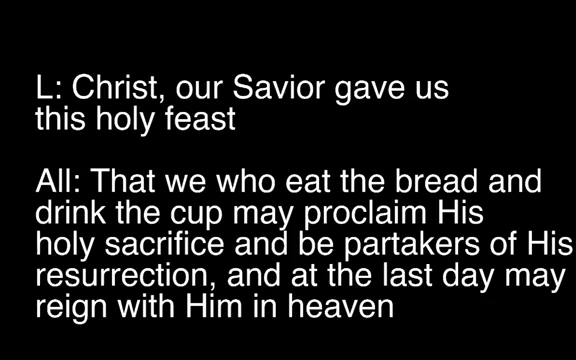 L: Christ, our Savior gave us
this holy feast
All: That we who eat the bread and
drink the cup may proclaim His
holy sacrifice and be partakers of His
resurrection, and at the last day may
reign with Him in heaven